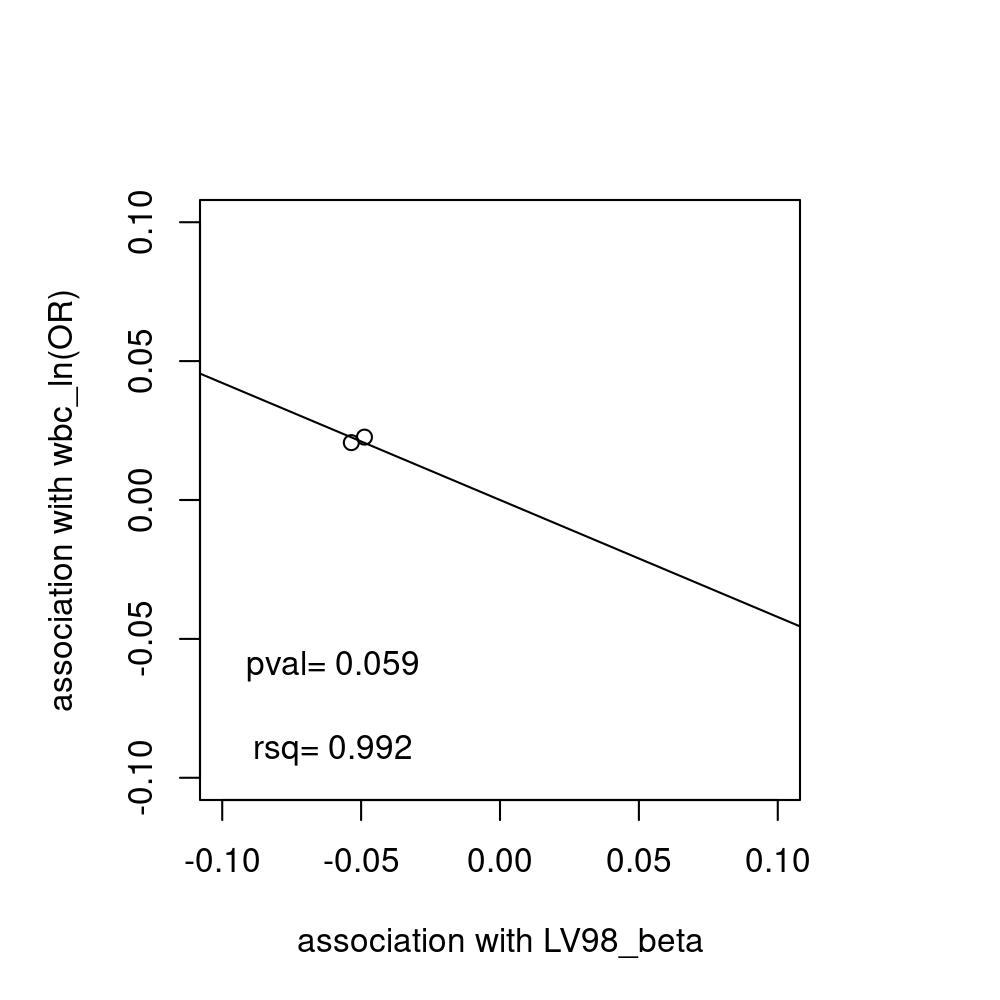 association with wbc_ln(OR)
0.10
0.05
0.00
-0.05
-0.10
pval= 0.059
rsq= 0.992
-0.10 -0.05 0.00 0.05 0.10
association with LV98_beta